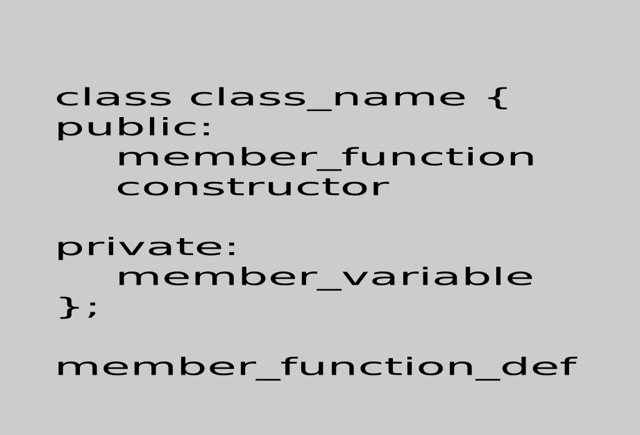 class class_name {
public:
member_function
constructor
private:
member_variable
};
member_function_def